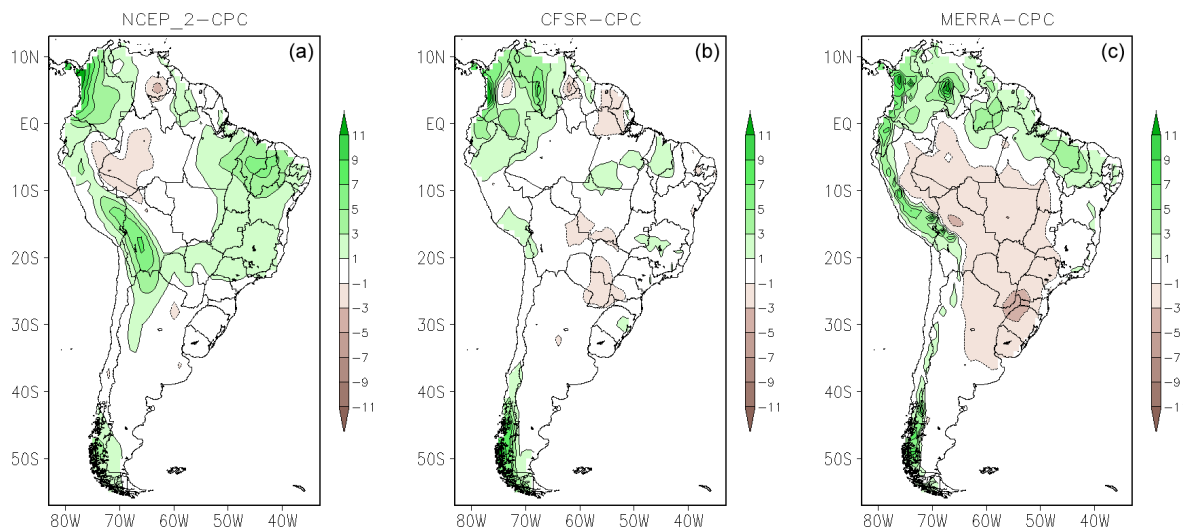 NCEP_2-CPC
(a)
10N
EQ
10S
20S
30S
40S
50S
80W 70W 60W 50W 40W
11
9
7
5
3
1
-1
-3
-5
-7
-9
-11
CFSR-CPC
(b)
10N
EQ
10S
20S
30S
40S
50S
80W 70W 60W 50W 40W
11
9
7
5
3
1
-1
-3
-5
-7
-9
-11
MERRA-CPC
(c)
10N
EQ
10S
20S
30S
40S
50S
80W 70W 60W 50W 40W
11
9
7
5
3
1
-1
-3
-5
-7
-9
-1